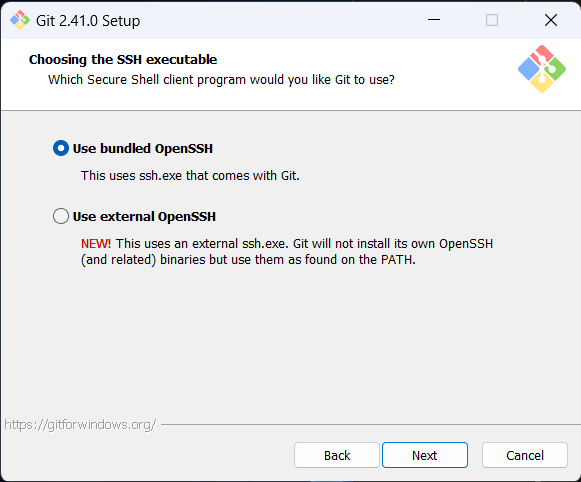 Git 2.41.0 Setup
Choosing the SSH executable
Which Secure Shell client program would you like Git to use?
Use bundled OpenSSH
This uses ssh.exe that comes with Git.
Use external OpenSSH
NEW! This uses an external ssh.exe. Git will not install its own OpenSSH
(and related) binaries but use them as found on the PATH.
https://gitforwindows.org/
Back Next Cancel